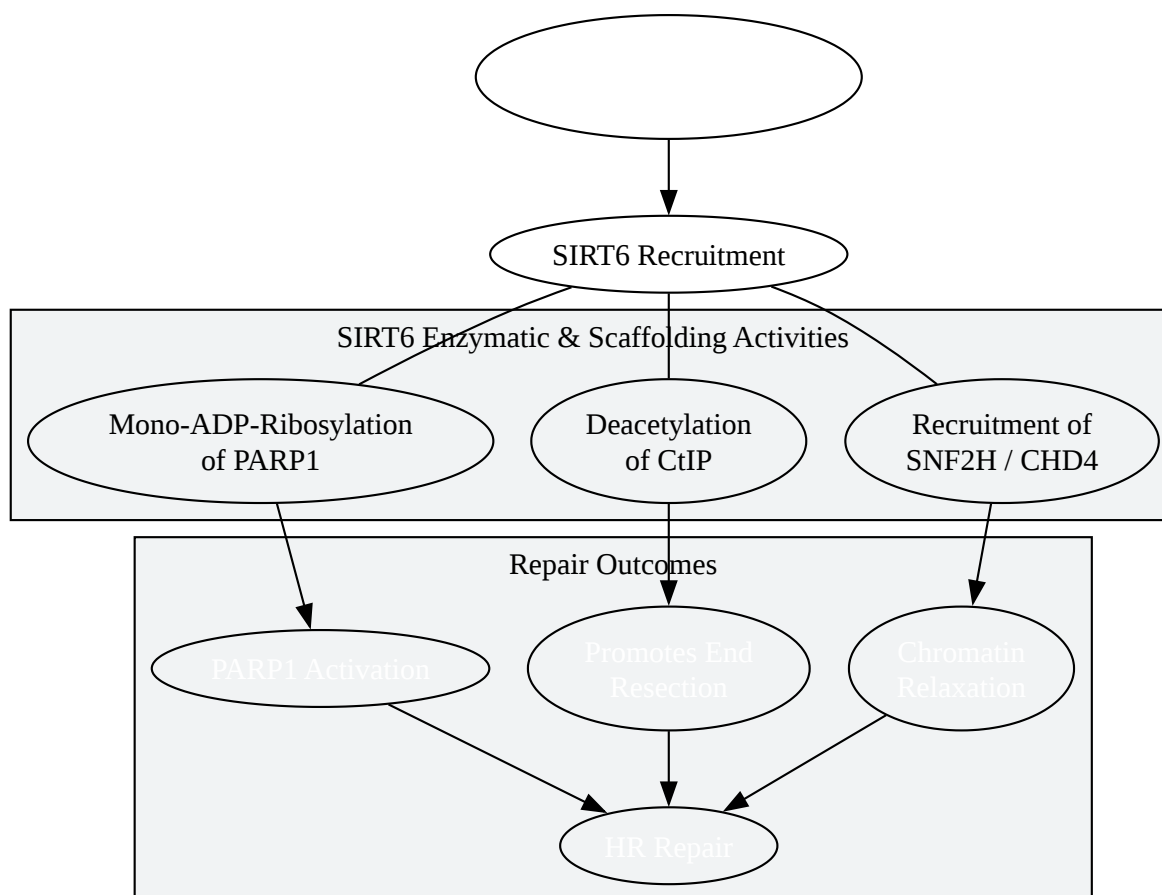 SIRT6 Recruitment
SIRT6 Enzymatic & Scaffolding Activities
Mono-ADP-Ribosylation
of PARP1
Deacetylation
of CtIP
Recruitment of
SNF2H / CHD4
Repair Outcomes
PARP1 Activation
Promotes End
Resection
Chromatin
Relaxation
HR Repair